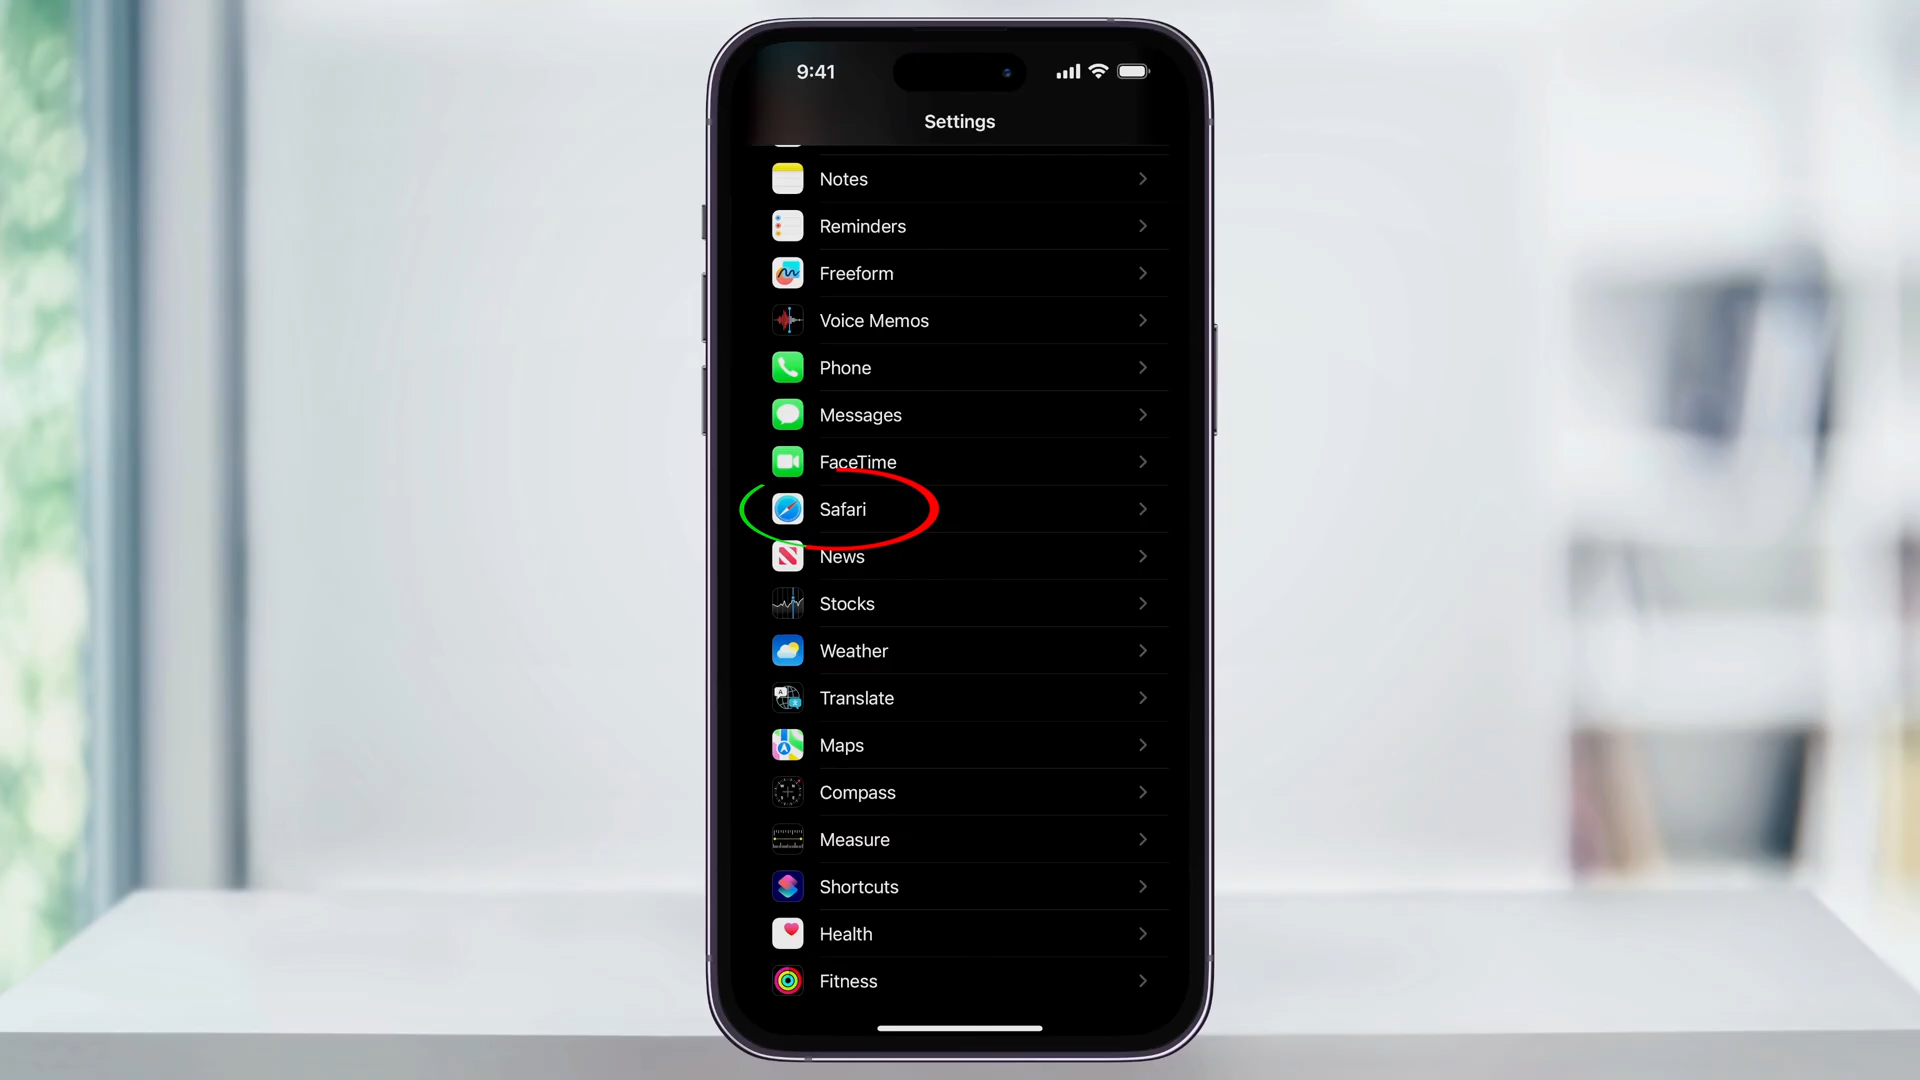 9:41
Settings
Notes
Reminders
Freeform
Voice Memos
Phone
Messages
FaceTime
Safari
News
Stocks
Weather
Translate
Maps
Compass
Measure
Shortcuts
Health
Fitness